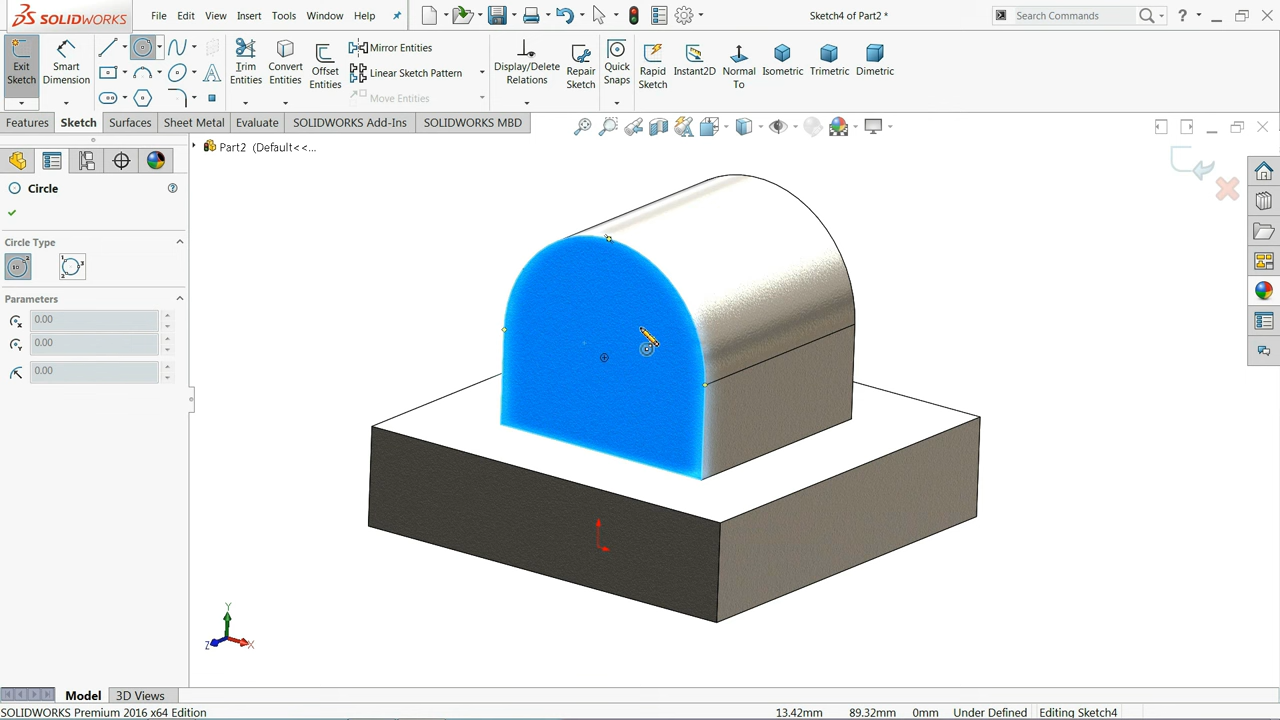 SOLIDWORKS
File Edit View Insert Tools Window Help
Sketch4 of Part2 *
Search Commands
?
Exit Sketch
Smart Dimension
Trim Entities
Convert Entities
Offset Entities
Mirror Entities
Linear Sketch Pattern
Move Entities
Display/Delete Relations
Repair Sketch
Quick Snaps
Rapid Sketch
Instant2D
Normal To
Isometric
Trimetric
Dimetric
Features Sketch Surfaces Sheet Metal Evaluate SOLIDWORKS Add-Ins SOLIDWORKS MBD
Part2 (Default<<...
Circle
Circle Type
Parameters
0.00
0.00
0.00
Y
Z
X
Model 3D Views
SOLIDWORKS Premium 2016 x64 Edition
13.42mm 89.32mm 0mm Under Defined Editing Sketch4